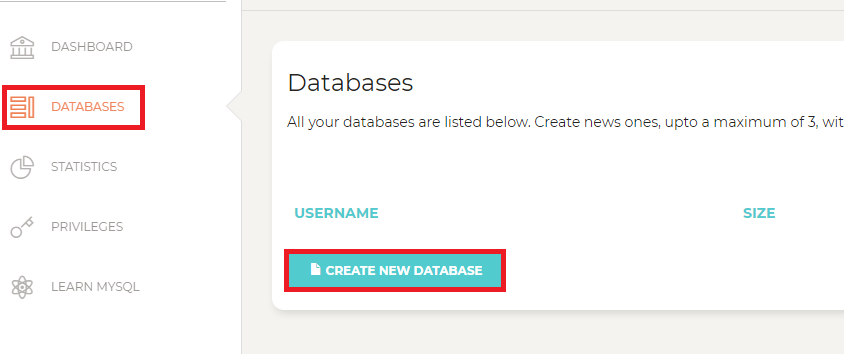 DASHBOARD
DATABASES
STATISTICS
PRIVILEGES
LEARN MYSQL
Databases
All your databases are listed below. Create news ones, upto a maximum of 3, wit
USERNAME SIZE
CREATE NEW DATABASE